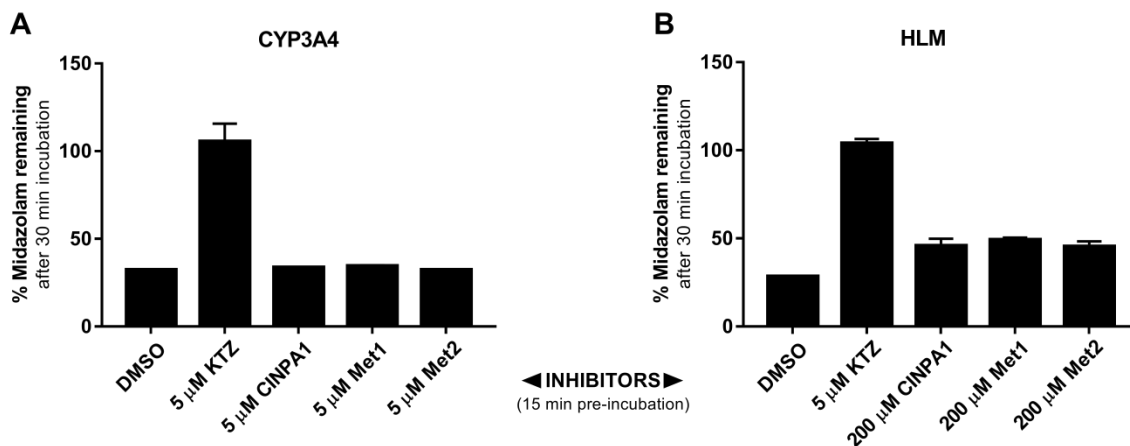 A
CYP3A4
% Midazolam remaining
after 30 min incubation
150
100
50
0
DMSO
5 μM KTZ
5 μM CINPA1
5 μM Met1
5 μM Met2
◄INHIBITORS►
(15 min pre-incubation)
B
HLM
% Midazolam remaining
after 30 min incubation
150
100
50
0
DMSO
5 μM KTZ
200 μM CINPA1
200 μM Met1
200 μM Met2